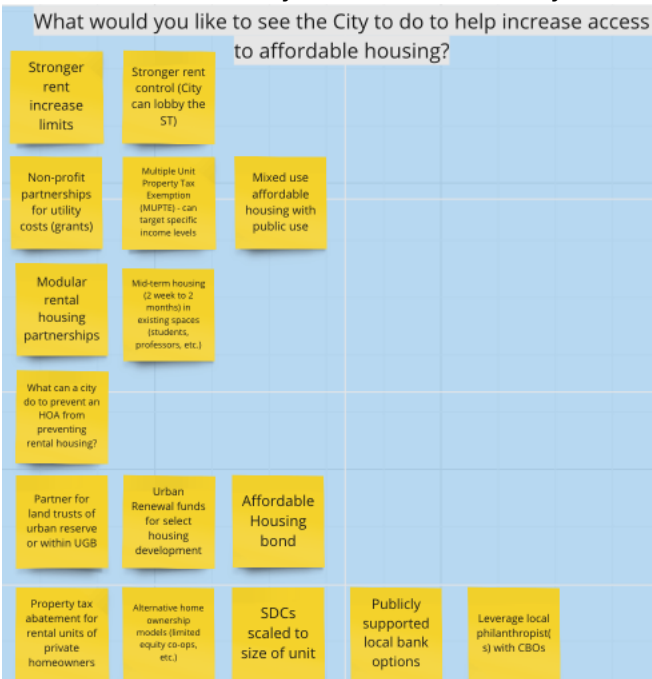 What would you like to see the City to do to help increase access
to affordable housing?
Stronger
rent
increase
limits
Stronger rent
control (City
can lobby the
ST)
Non-profit
partnerships
for utility
costs (grants)
Multiple Unit
Property Tax
Exemption
(MUPTE) - can
target specific
income levels
Mixed use
affordable
housing with
public use
Modular
rental
housing
partnerships
Mid-term housing
(2 week to 2
months) in
existing spaces
(students,
professors, etc.)
What can a city
do to prevent an
HOA from
preventing
rental housing?
Partner for
land trusts of
urban reserve
or within UGB
Urban
Renewal funds
for select
housing
development
Affordable
Housing
bond
Property tax
abatement for
rental units of
private
homeowners
Alternative home
ownership
models (limited
equity co-ops,
etc.)
SDCs
scaled to
size of unit
Publicly
supported
local bank
options
Leverage local
philanthropist(
s) with CBOs